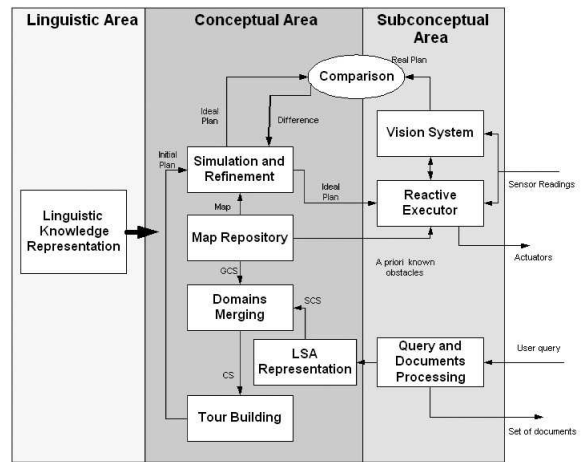 Linguistic Area
Conceptual Area
Subconceptual
Area
Real Plan
Comparison
Ideal
Plan
Difference
Vision System
Initial
Plan
Simulation and
Refinement
Ideal
Plan
Sensor Readings
Reactive
Executor
Linguistic
Knowledge
Representation
Map
Map Repository
Actuators
A priori known
obstacles
GCS
Domains
Merging
SCS
LSA
Representation
Query and
Documents
Processing
User query
CS
Tour Building
Set of documents